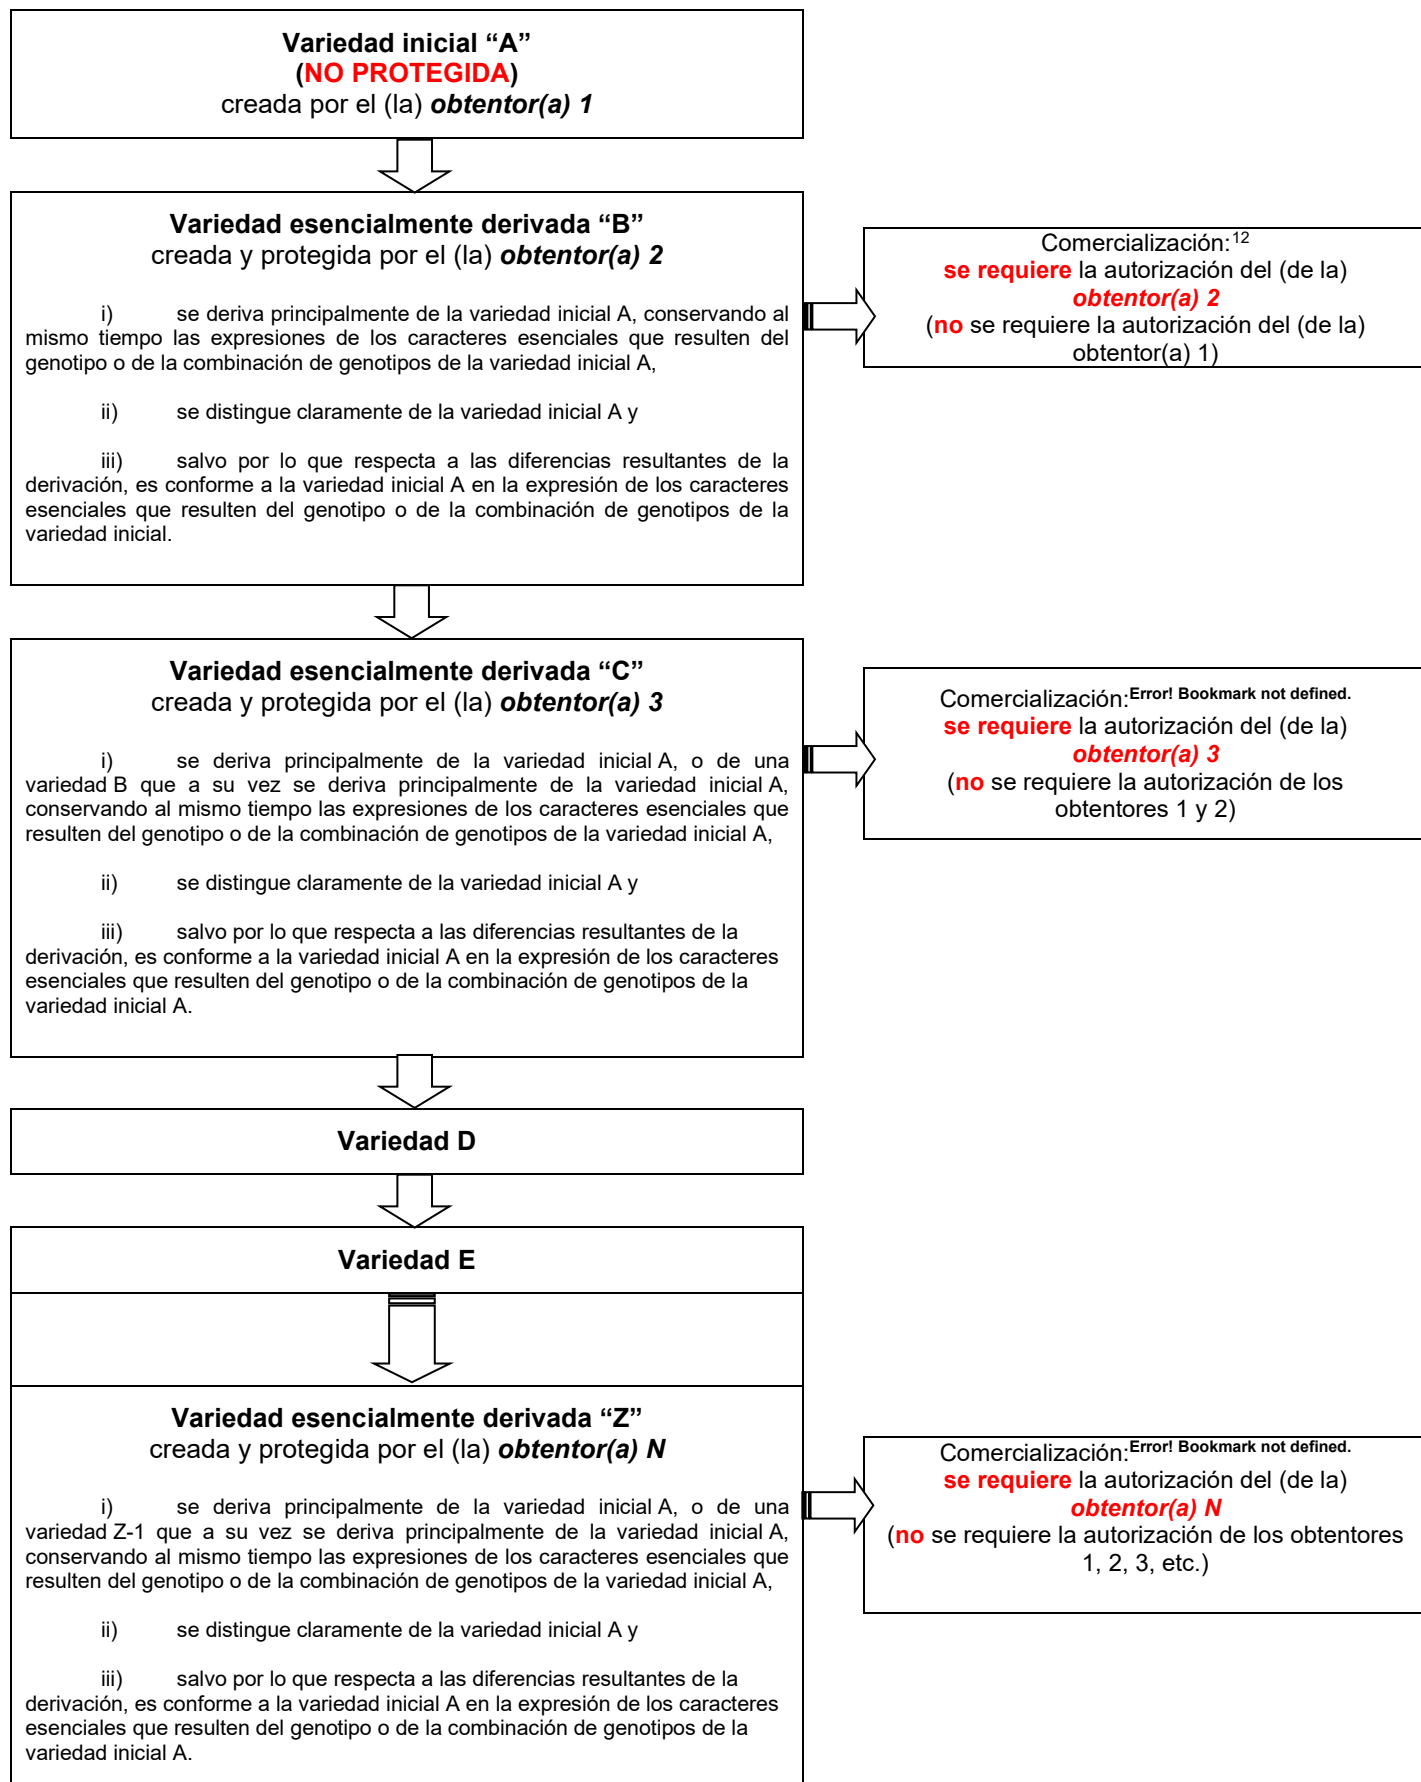 Variedad inicial “A”
(NO PROTEGIDA)
creada por el (la) obtentor(a) 1
Variedad esencialmente derivada “B”
creada y protegida por el (la) obtentor(a) 2
i) se deriva principalmente de la variedad inicial A, conservando al
mismo tiempo las expresiones de los caracteres esenciales que resulten del
genotipo o de la combinación de genotipos de la variedad inicial A,
ii) se distingue claramente de la variedad inicial A y
iii) salvo por lo que respecta a las diferencias resultantes de la
derivación, es conforme a la variedad inicial A en la expresión de los caracteres
esenciales que resulten del genotipo o de la combinación de genotipos de la
variedad inicial.
Comercialización:12
se requiere la autorización del (de la)
obtentor(a) 2
(no se requiere la autorización del (de la)
obtentor(a) 1)
Variedad esencialmente derivada “C”
creada y protegida por el (la) obtentor(a) 3
i) se deriva principalmente de la variedad inicial A, o de una
variedad B que a su vez se deriva principalmente de la variedad inicial A,
conservando al mismo tiempo las expresiones de los caracteres esenciales que
resulten del genotipo o de la combinación de genotipos de la variedad inicial A,
ii) se distingue claramente de la variedad inicial A y
iii) salvo por lo que respecta a las diferencias resultantes de la
derivación, es conforme a la variedad inicial A en la expresión de los caracteres
esenciales que resulten del genotipo o de la combinación de genotipos de la
variedad inicial A.
Comercialización:Error! Bookmark not defined.
se requiere la autorización del (de la)
obtentor(a) 3
(no se requiere la autorización de los
obtentores 1 y 2)
Variedad D
Variedad E
Variedad esencialmente derivada “Z”
creada y protegida por el (la) obtentor(a) N
i) se deriva principalmente de la variedad inicial A, o de una
variedad Z-1 que a su vez se deriva principalmente de la variedad inicial A,
conservando al mismo tiempo las expresiones de los caracteres esenciales que
resulten del genotipo o de la combinación de genotipos de la variedad inicial A,
ii) se distingue claramente de la variedad inicial A y
iii) salvo por lo que respecta a las diferencias resultantes de la
derivación, es conforme a la variedad inicial A en la expresión de los caracteres
esenciales que resulten del genotipo o de la combinación de genotipos de la
variedad inicial A.
Comercialización:Error! Bookmark not defined.
se requiere la autorización del (de la)
obtentor(a) N
(no se requiere la autorización de los obtentores
1, 2, 3, etc.)